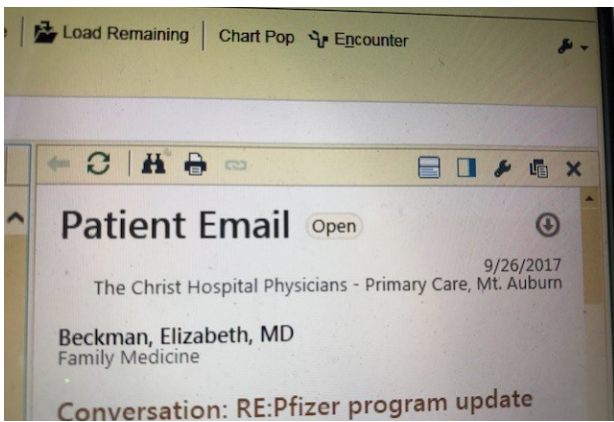 Load Remaining Chart Pop Encounter
Patient Email Open
9/26/2017
The Christ Hospital Physicians - Primary Care, Mt. Auburn
Beckman, Elizabeth, MD
Family Medicine
Conversation: RE:Pfizer program update